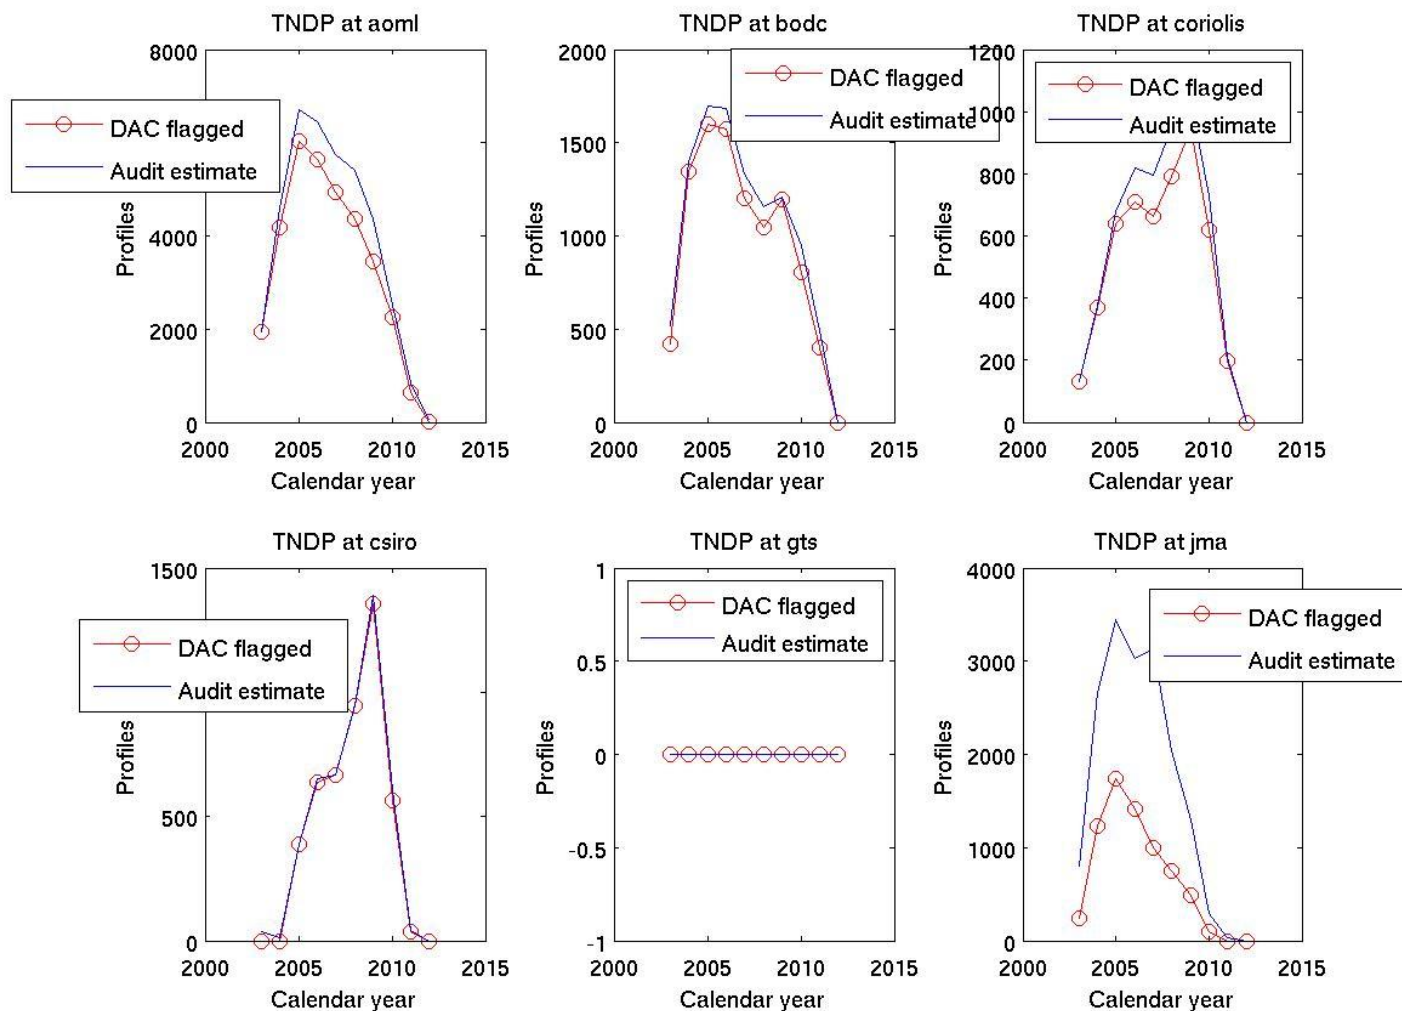 TNDP at aoml
8000
4000
2000
0
2000 2005 2010 2015
Calendar year
Profiles
DAC flagged
Audit estimate
TNDP at bodc
2000
1500
1000
500
0
2000 2005 2010 2015
Calendar year
Profiles
DAC flagged
Audit estimate
TNDP at coriolis
1200
1000
800
600
400
200
0
2000 2005 2010 2015
Calendar year
Profiles
DAC flagged
Audit estimate
TNDP at csiro
1500
500
0
2000 2005 2010 2015
Calendar year
Profiles
DAC flagged
Audit estimate
TNDP at gts
1
0.5
0
-0.5
-1
2000 2005 2010 2015
Calendar year
Profiles
DAC flagged
Audit estimate
TNDP at jma
4000
3000
2000
1000
0
2000 2005 2010 2015
Calendar year
Profiles
DAC flagged
Audit estimate